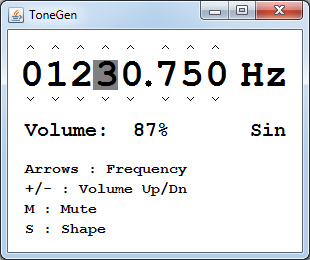 ToneGen
01230.750 Hz
Volume: 87% Sin
Arrows : Frequency
+/- : Volume Up/Dn
M : Mute
S : Shape